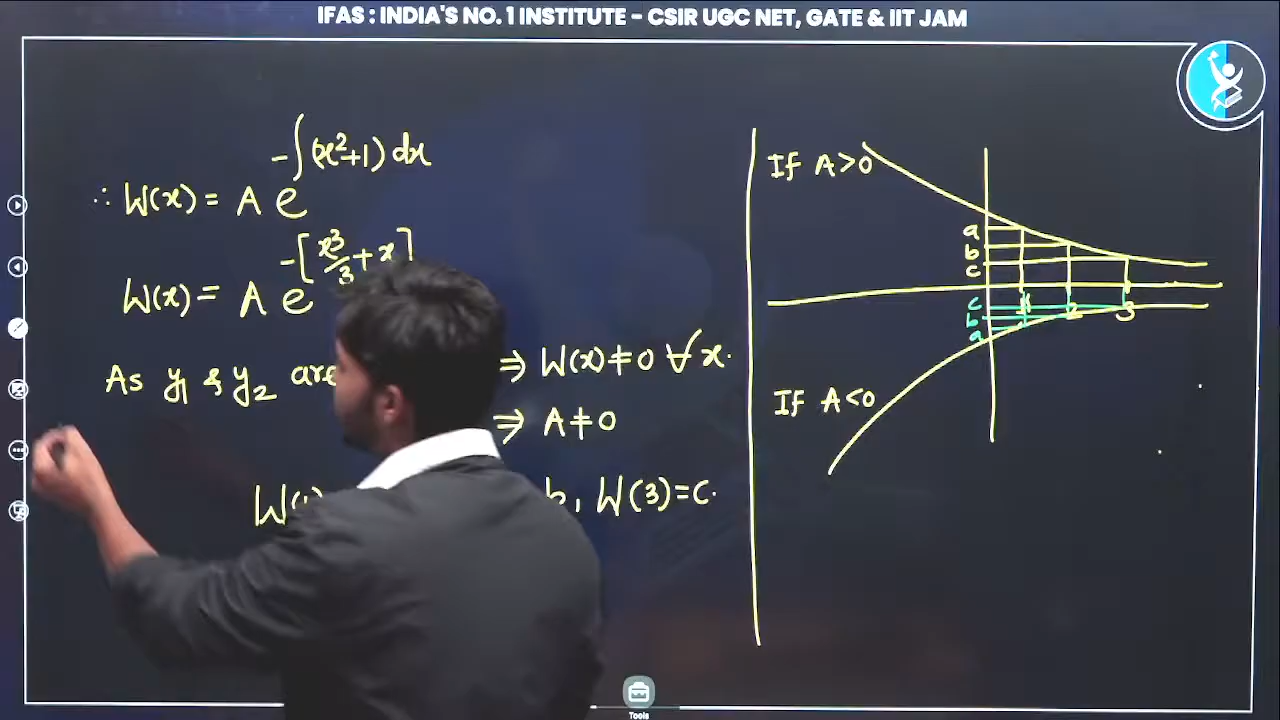 IFAS : INDIA'S NO. 1 INSTITUTE - CSIR UGC NET, GATE & IIT JAM
∴ W(x) = A e^{-∫(x²+1) dx}
W(x) = A e^{-[x³/3 + x]}
As y₁ & y₂ are ⇒ W(x) ≠ 0 ∀ x.
⇒ A ≠ 0
W(1) b, W(3) = c.
If A>0
a
b
c
1 2 3
c
b
a
If A<0
Tools